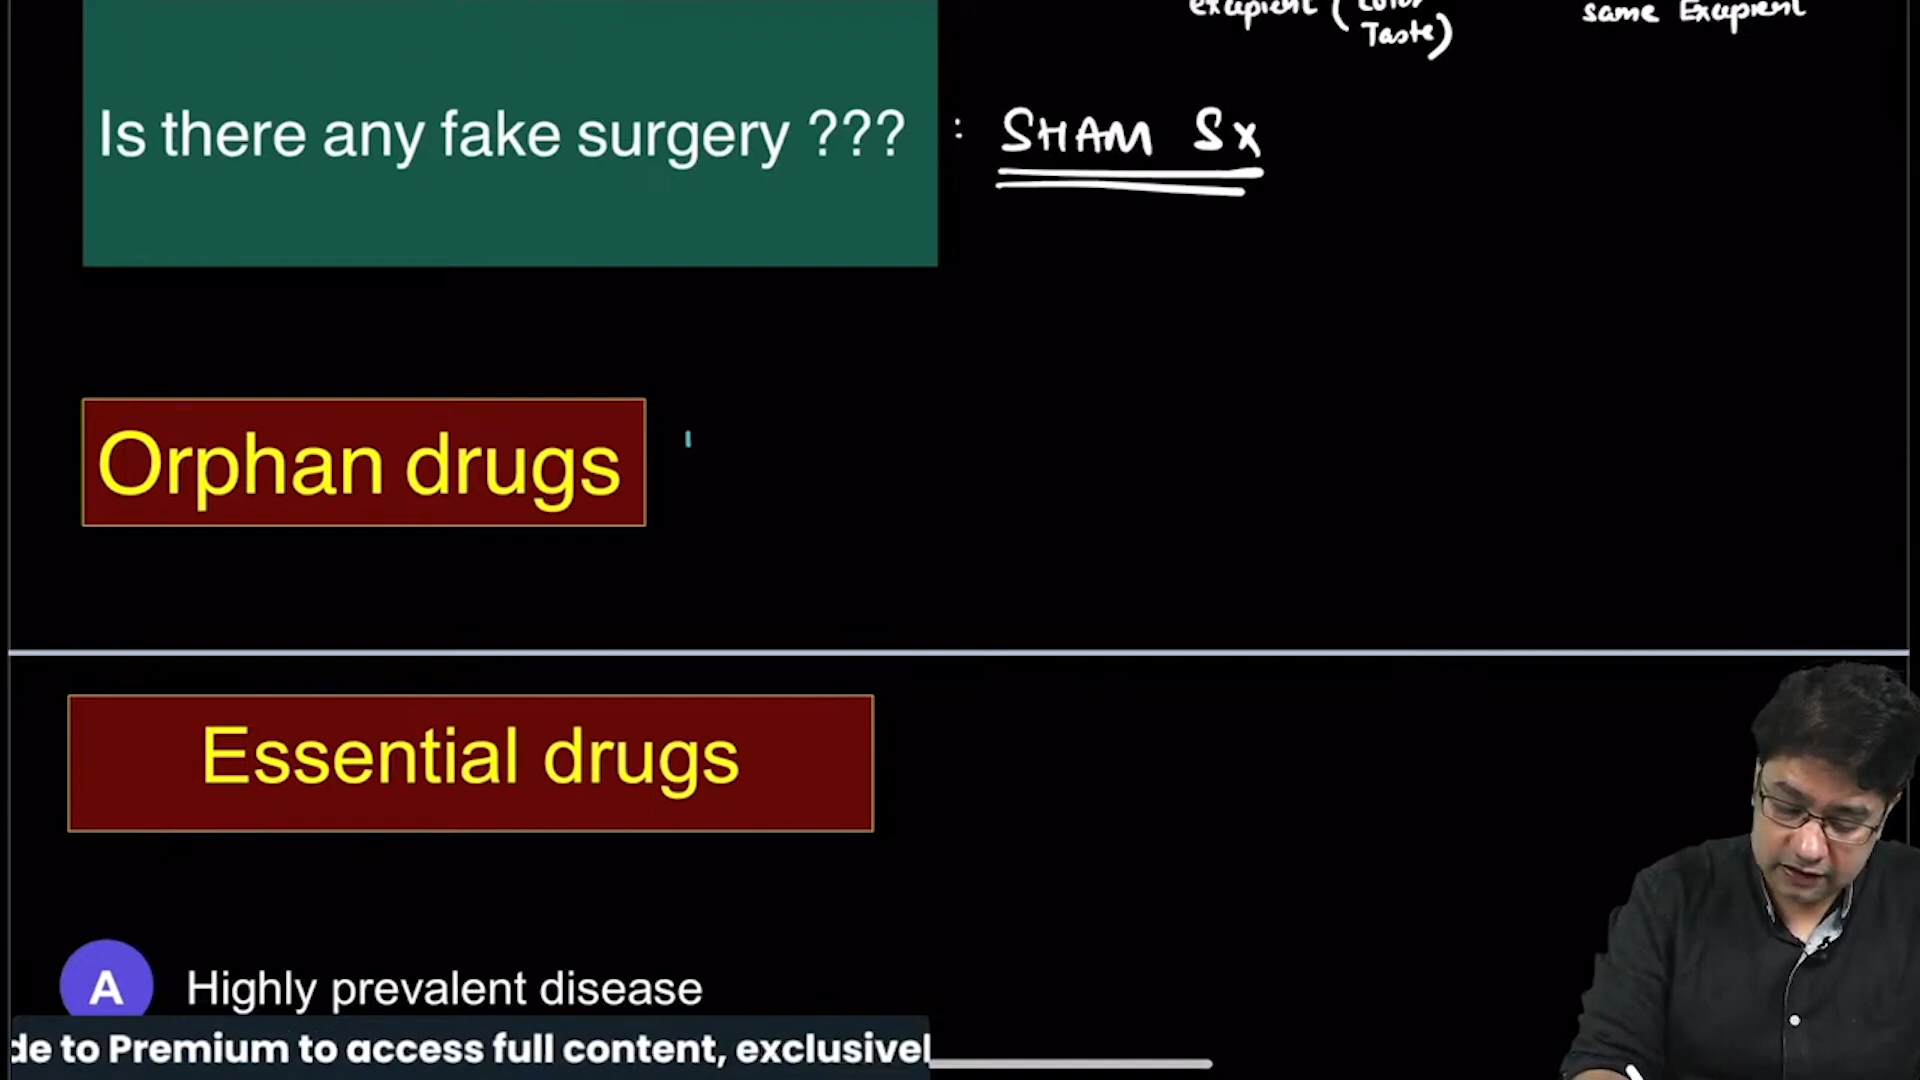 excipient ( color
Taste)
same Excipient
Is there any fake surgery ???
: SHAM Sx
Orphan drugs
Essential drugs
A Highly prevalent disease
de to Premium to access full content, exclusivel